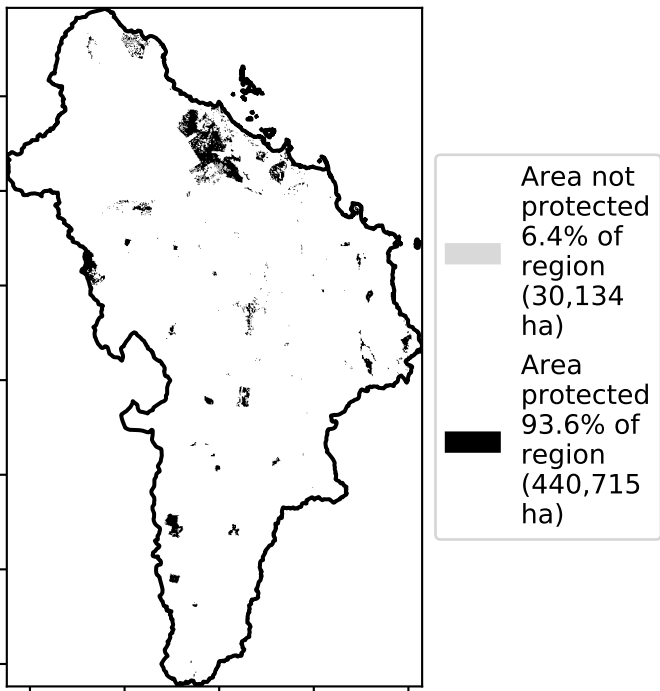 Area not
protected
6.4% of
region
(30,134
ha)
Area
protected
93.6% of
region
(440,715
ha)